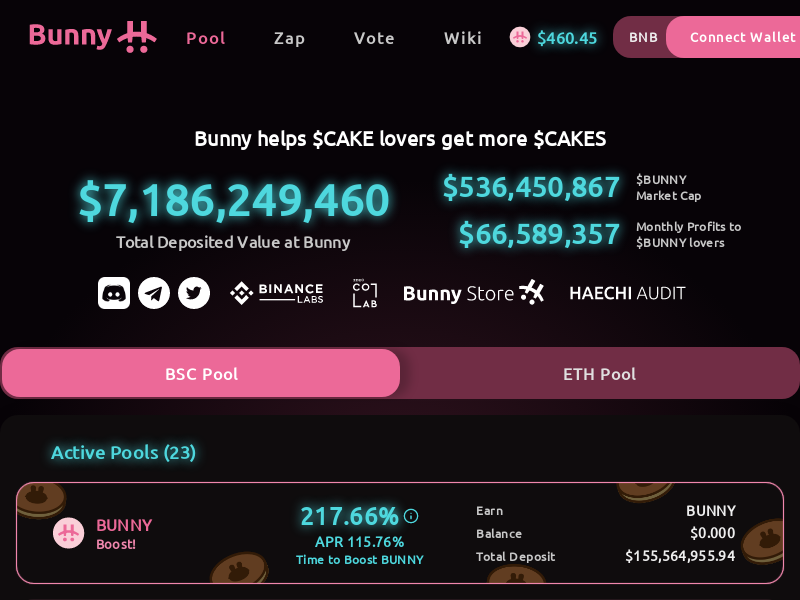 Bunny
Pool
Zap
Vote
Wiki
$460.45
BNB
Connect Wallet
Bunny helps $CAKE lovers get more $CAKES
$7,186,249,460
Total Deposited Value at Bunny
$536,450,867
$BUNNY
Market Cap
$66,589,357
Monthly Profits to
$BUNNY lovers
BINANCE
LABS
CO
LAB
Bunny Store
HAECHI AUDIT
BSC Pool
ETH Pool
Active Pools (23)
BUNNY
Boost!
217.66%
APR 115.76%
Time to Boost BUNNY
Earn
BUNNY
Balance
$0.000
Total Deposit
$155,564,955.94